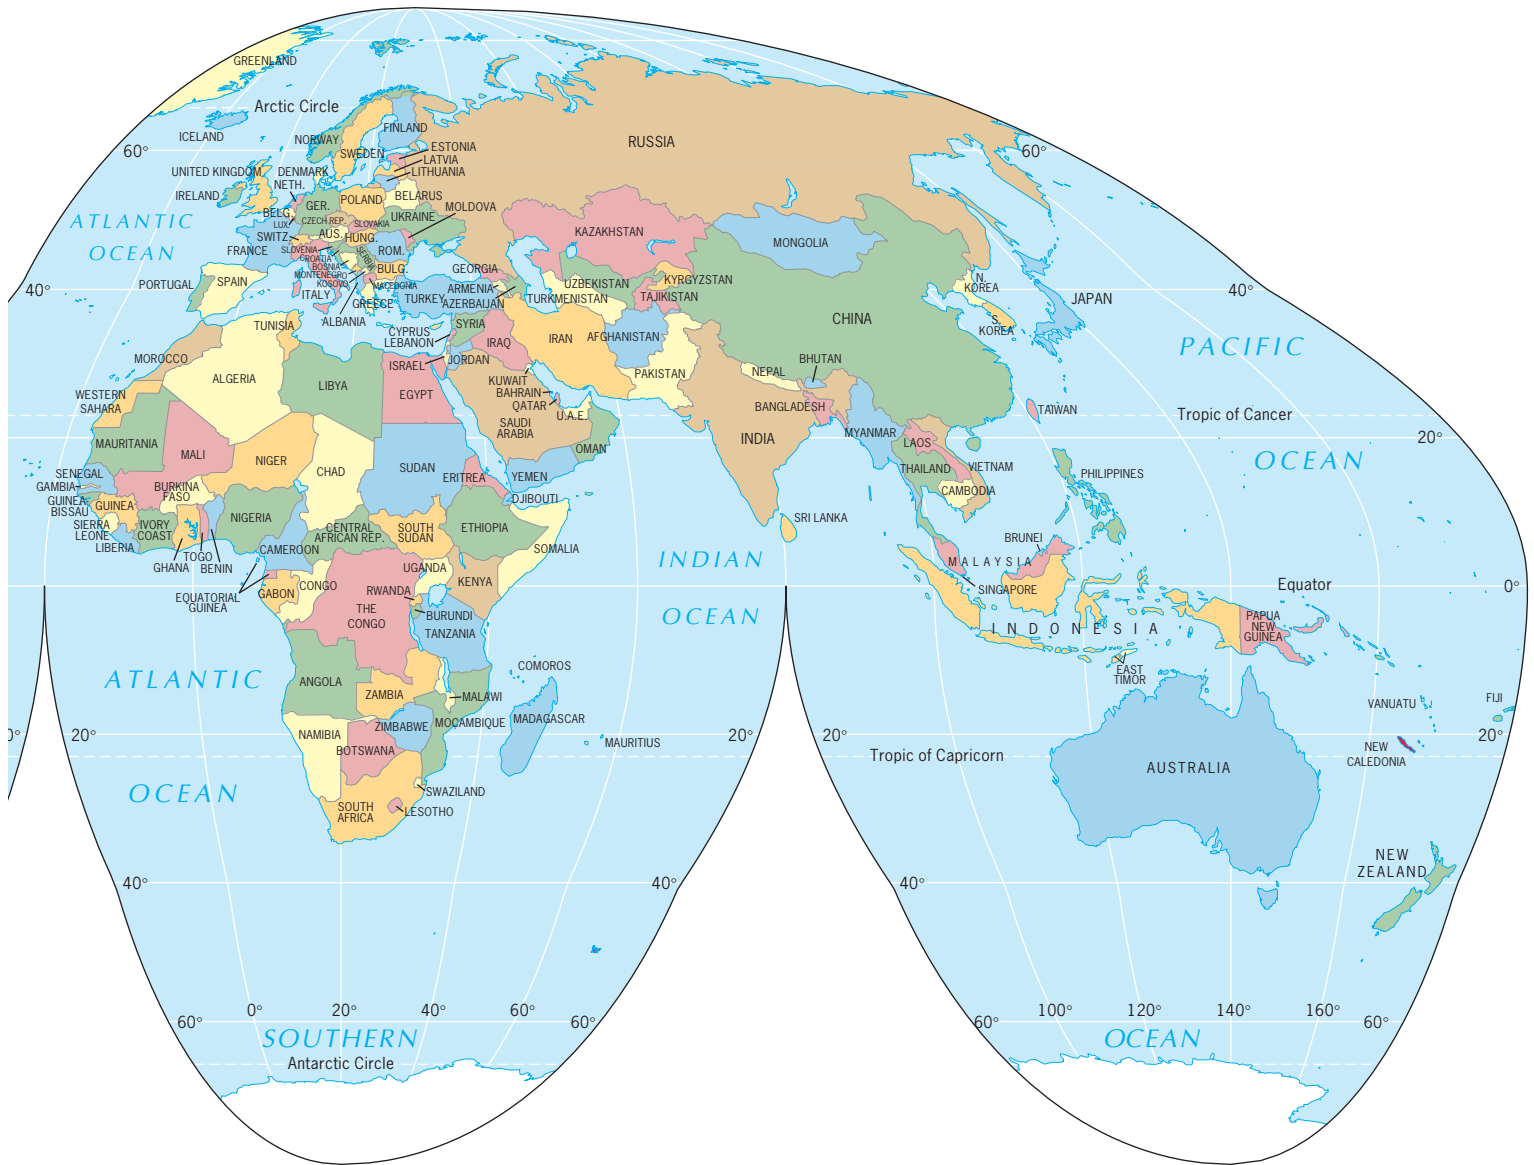 GREENLAND
Arctic Circle
ICELAND
FINLAND
NORWAY
SWEDEN
RUSSIA
ESTONIA
LATVIA
LITHUANIA
60°
60°
UNITED KINGDOM
DENMARK
NETH.
IRELAND
GER.
POLAND
BELARUS
BELG.
LUX.
CZECH REP.
SLOVAKIA
UKRAINE
MOLDOVA
ATLANTIC
OCEAN
SWITZ.
AUS.
HUNG.
FRANCE
SLOVENIA
CROATIA
BOSNIA
SERBIA
MONTENEGRO
KOSOVO
ROM.
BULG.
MACEDONIA
KAZAKHSTAN
MONGOLIA
GEORGIA
PORTUGAL
SPAIN
ITALY
ALBANIA
GREECE
TURKEY
ARMENIA
AZERBAIJAN
UZBEKISTAN
TURKMENISTAN
KYRGYZSTAN
TAJIKISTAN
N.
KOREA
S.
KOREA
JAPAN
40°
40°
CHINA
PACIFIC
OCEAN
TUNISIA
CYPRUS
LEBANON
SYRIA
IRAQ
IRAN
AFGHANISTAN
MOROCCO
ISRAEL
JORDAN
PAKISTAN
NEPAL
BHUTAN
ALGERIA
LIBYA
EGYPT
KUWAIT
BAHRAIN
QATAR
U.A.E.
SAUDI
ARABIA
OMAN
WESTERN
SAHARA
BANGLADESH
INDIA
MYANMAR
TAIWAN
Tropic of Cancer
20°
MAURITANIA
MALI
NIGER
CHAD
SUDAN
ERITREA
YEMEN
DJIBOUTI
LAOS
THAILAND
VIETNAM
CAMBODIA
PHILIPPINES
SENEGAL
GAMBIA
GUINEA-
BISSAU
GUINEA
SIERRA
LEONE
LIBERIA
BURKINA
FASO
IVORY
COAST
GHANA
TOGO
BENIN
NIGERIA
CAMEROON
CENTRAL
AFRICAN REP.
SOUTH
SUDAN
ETHIOPIA
SOMALIA
SRI LANKA
INDIAN
OCEAN
BRUNEI
MALAYSIA
SINGAPORE
INDONESIA
EQUATORIAL
GUINEA
GABON
CONGO
THE
CONGO
UGANDA
RWANDA
BURUNDI
KENYA
TANZANIA
Equator
0°
PAPUA
NEW
GUINEA
EAST
TIMOR
ATLANTIC
OCEAN
ANGOLA
ZAMBIA
MALAWI
COMOROS
MOCAMBIQUE
MADAGASCAR
MAURITIUS
ZIMBABWE
NAMIBIA
BOTSWANA
SWAZILAND
LESOTHO
SOUTH
AFRICA
0°
20°
20°
20°
20°
Tropic of Capricorn
AUSTRALIA
VANUATU
FIJI
NEW
CALEDONIA
NEW
ZEALAND
40°
40°
40°
60°
0°
20°
40°
60°
60°
60°
100°
120°
140°
160°
60°
SOUTHERN
OCEAN
Antarctic Circle